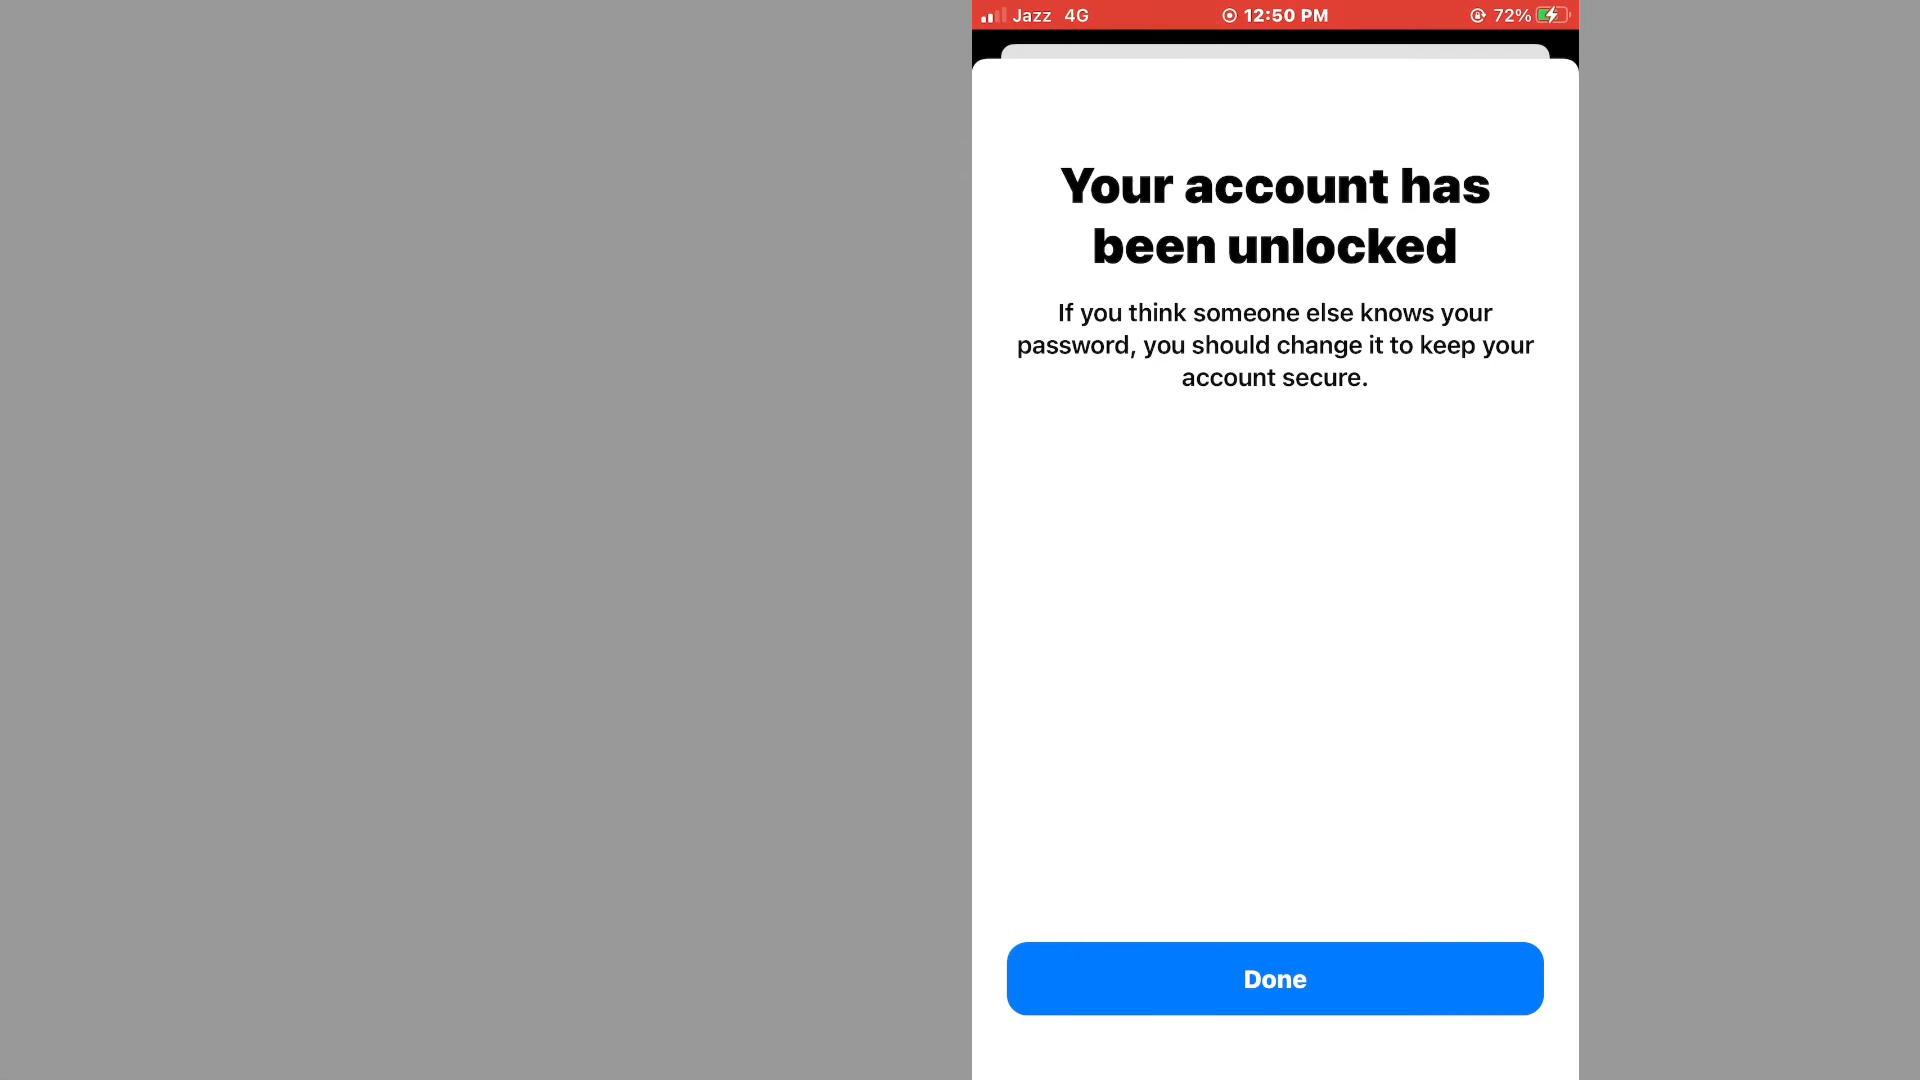 Jazz 4G 12:50 PM 72%
Your account has
been unlocked
If you think someone else knows your
password, you should change it to keep your
account secure.
Done